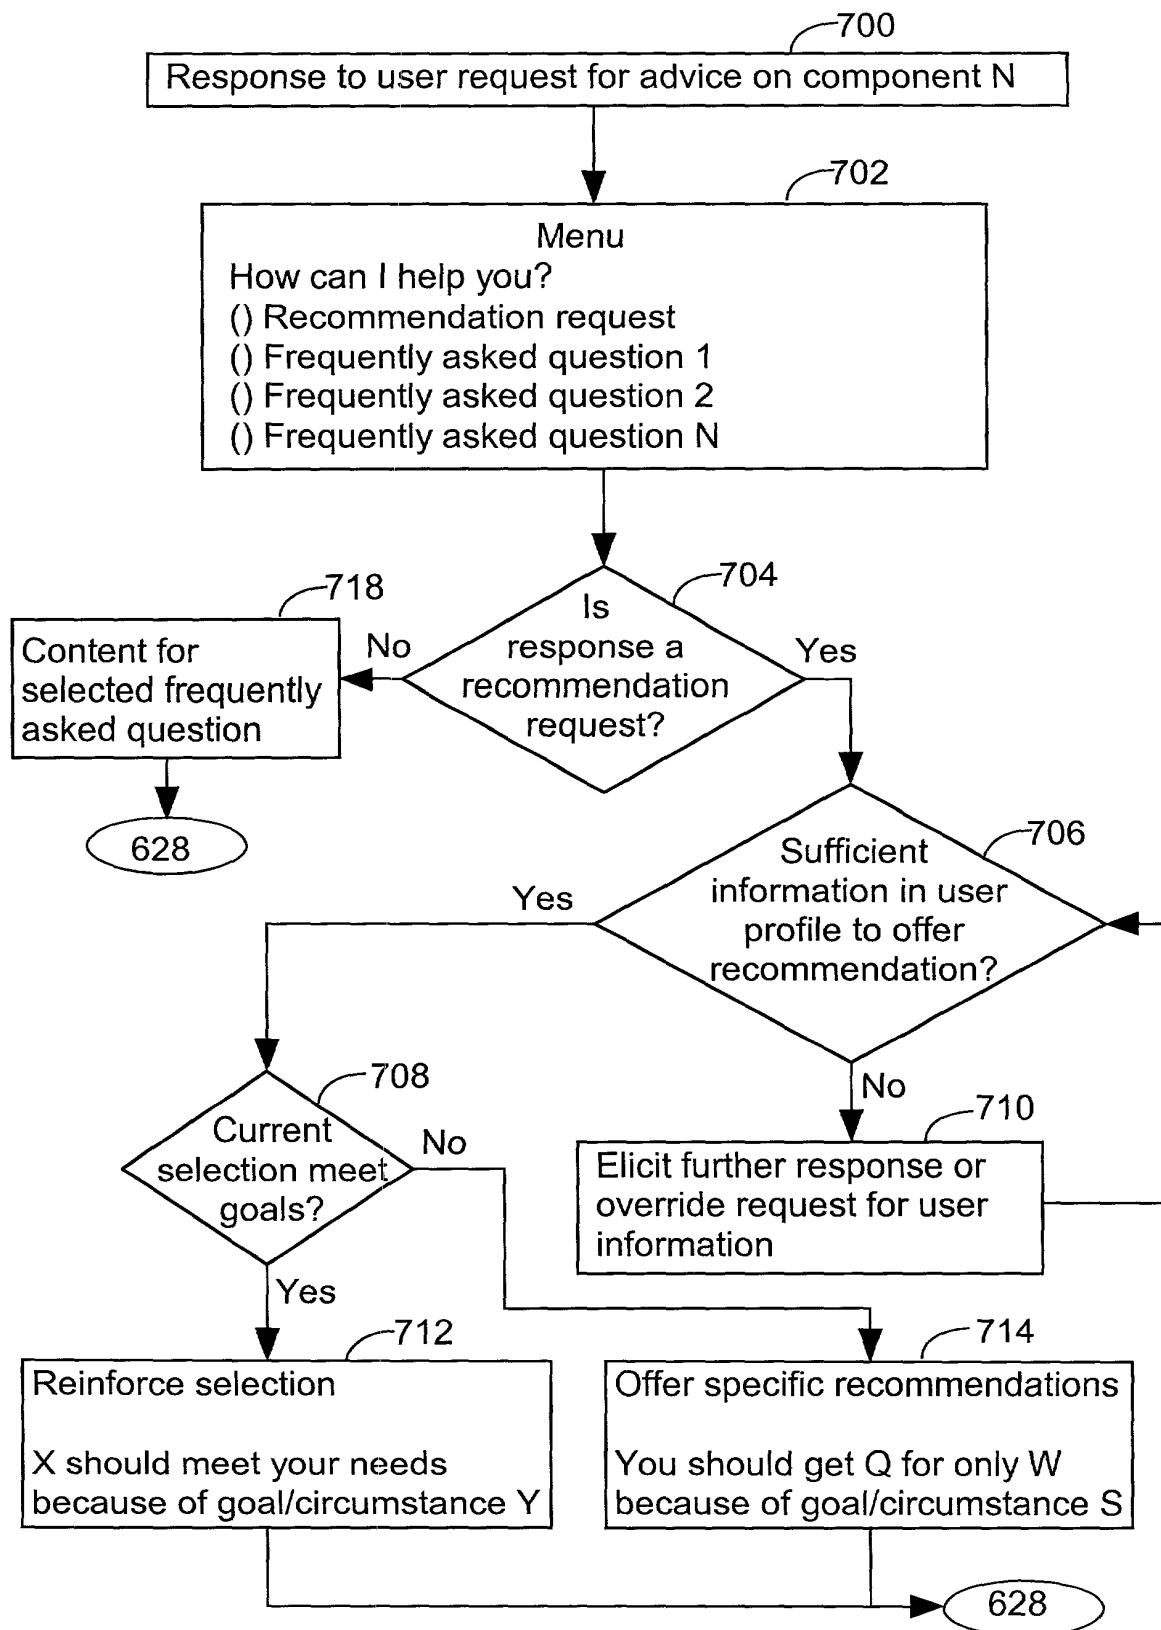 700
Response to user request for advice on component N
702
Menu
How can I help you?
() Recommendation request
() Frequently asked question 1
() Frequently asked question 2
() Frequently asked question N
704
Is
response a
recommendation
request?
No
Yes
718
Content for
selected frequently
asked question
628
706
Sufficient
information in user
profile to offer
recommendation?
Yes
No
708
Current
selection meet
goals?
No
Yes
710
Elicit further response or
override request for user
information
712
Reinforce selection
X should meet your needs
because of goal/circumstance Y
714
Offer specific recommendations
You should get Q for only W
because of goal/circumstance S
628